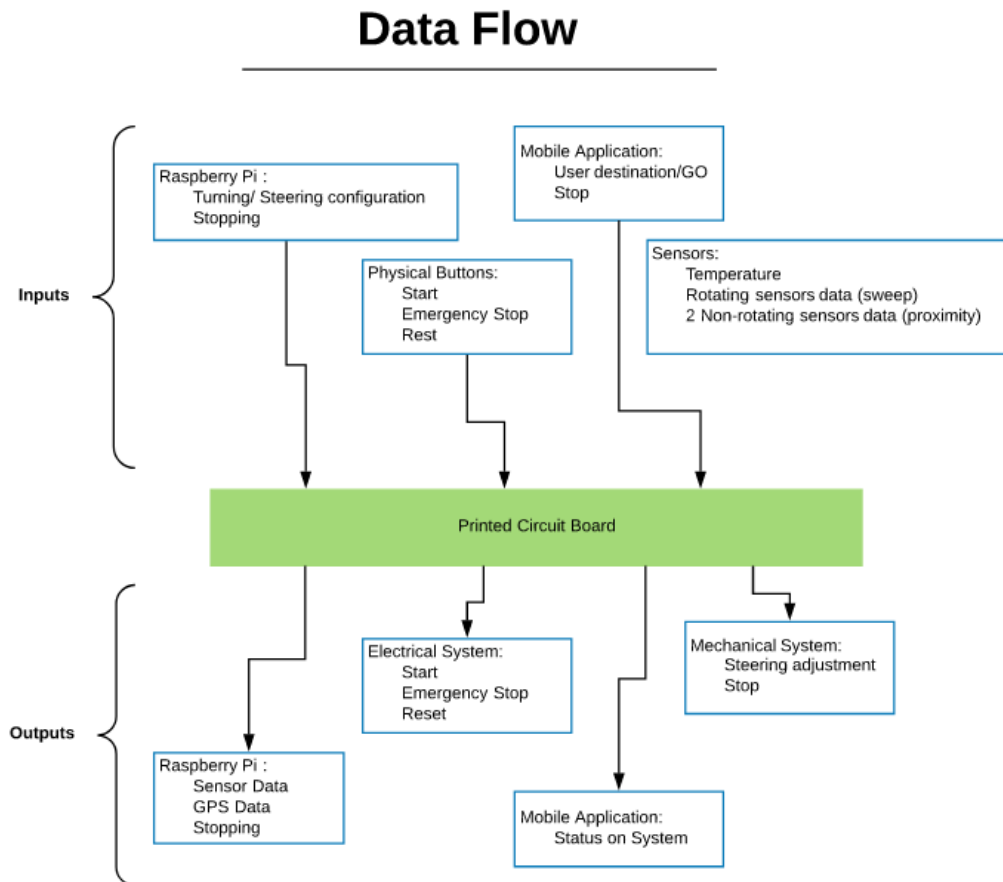 Data Flow
Inputs
Raspberry Pi :
Turning/ Steering configuration
Stopping
Physical Buttons:
Start
Emergency Stop
Rest
Mobile Application:
User destination/GO
Stop
Sensors:
Temperature
Rotating sensors data (sweep)
2 Non-rotating sensors data (proximity)
Printed Circuit Board
Outputs
Raspberry Pi :
Sensor Data
GPS Data
Stopping
Electrical System:
Start
Emergency Stop
Reset
Mobile Application:
Status on System
Mechanical System:
Steering adjustment
Stop